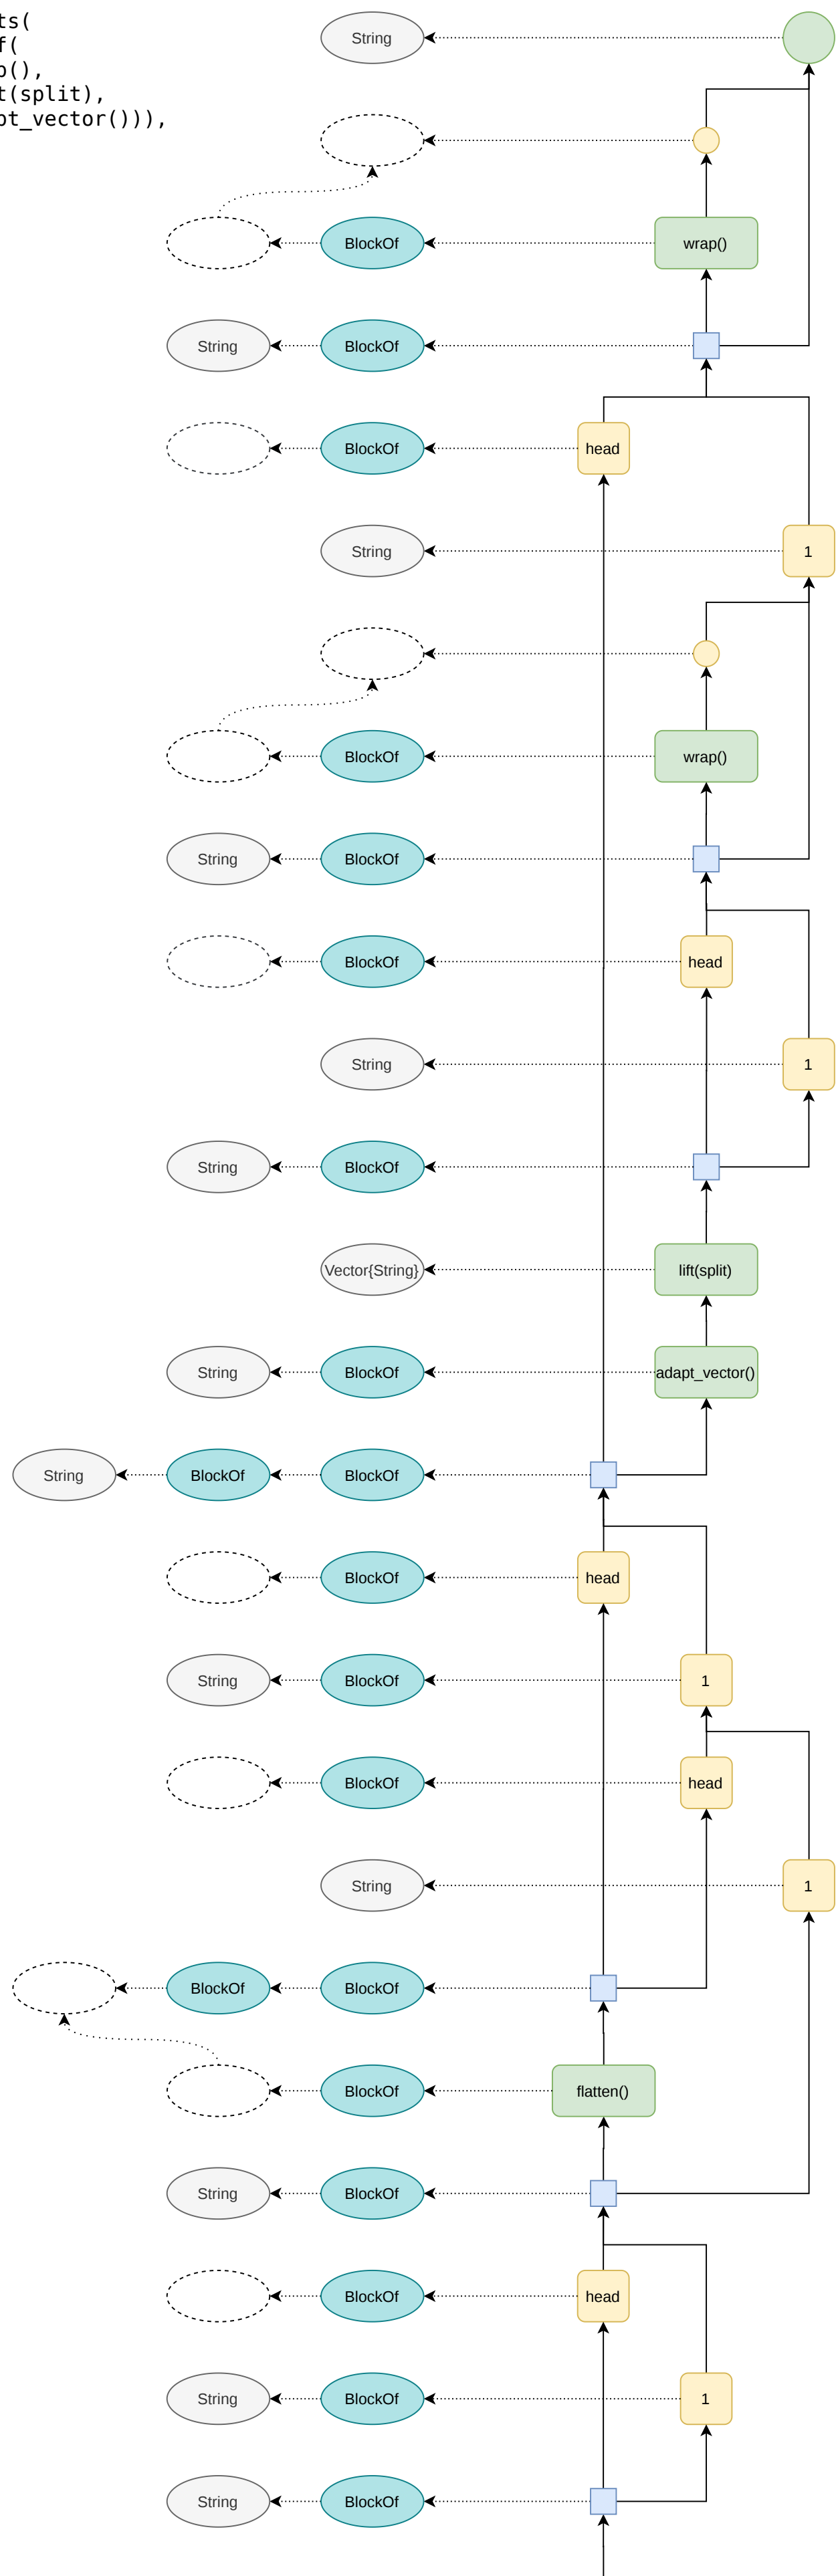 ts(
f(
p(),
t(split),
pt_vector())),
String
BlockOf
wrap()
String
BlockOf
BlockOf
head
String
1
BlockOf
wrap()
String
BlockOf
BlockOf
head
String
1
String
BlockOf
Vector{String}
lift(split)
String
BlockOf
adapt_vector()
String
BlockOf
BlockOf
BlockOf
head
String
BlockOf
1
BlockOf
head
String
1
BlockOf
BlockOf
BlockOf
flatten()
String
BlockOf
BlockOf
head
String
BlockOf
1
String
BlockOf